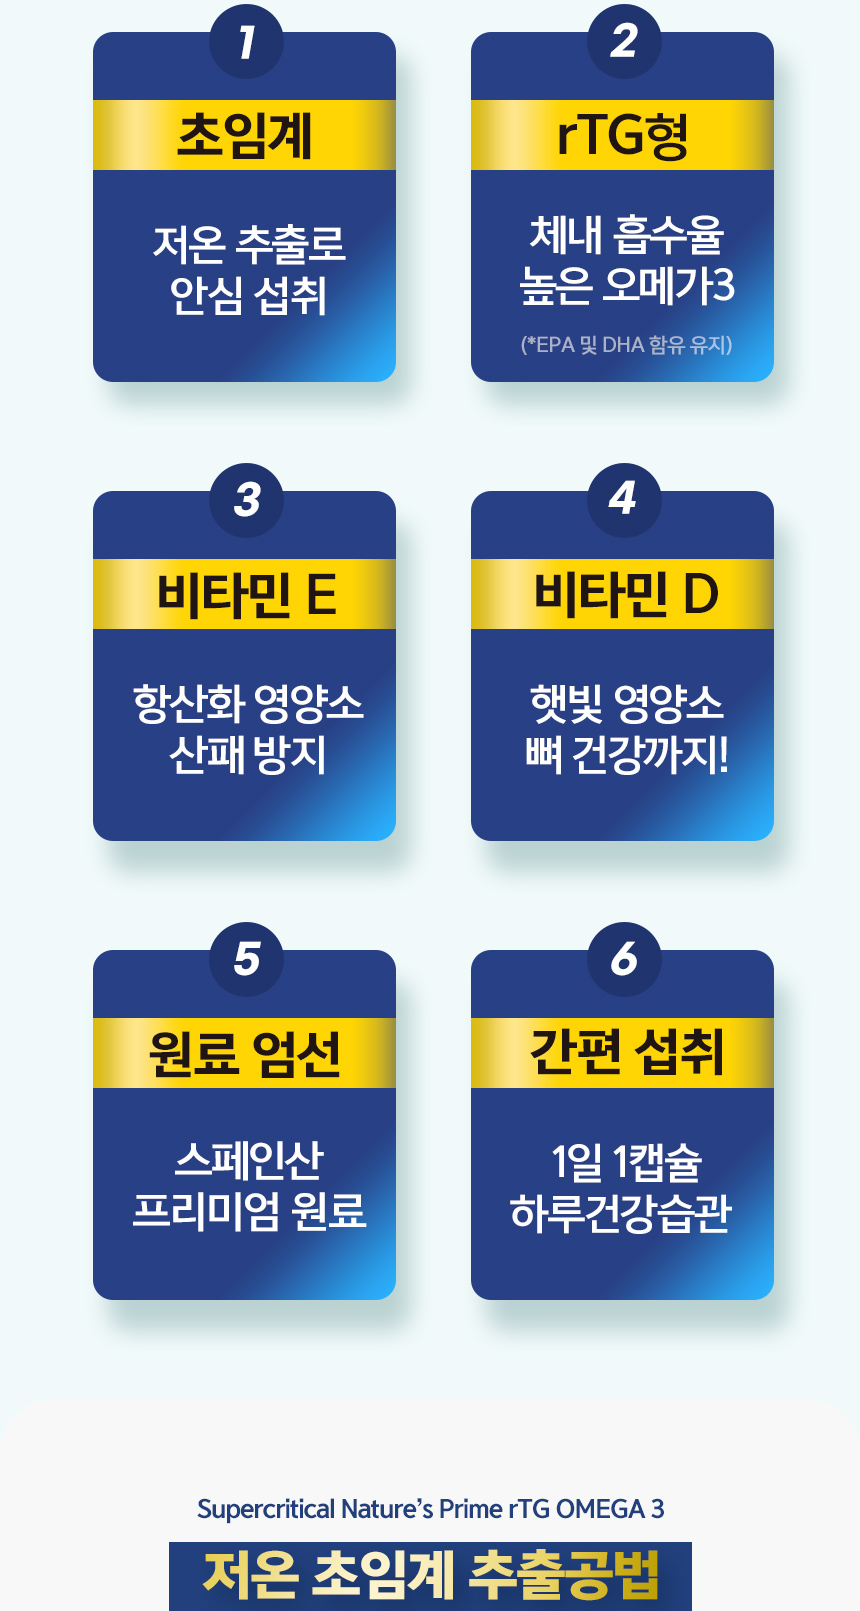 1
초임계
저온 추출로
안심 섭취
2
rTG형
체내 흡수율
높은 오메가3
(*EPA 및 DHA 함유 유지)
3
비타민 E
항산화 영양소
산패 방지
4
비타민 D
햇빛 영양소
뼈 건강까지!
5
원료 엄선
스페인산
프리미엄 원료
6
간편 섭취
1일 1캡슐
하루건강습관
Supercritical Nature’s Prime rTG OMEGA 3
저온 초임계 추출공법